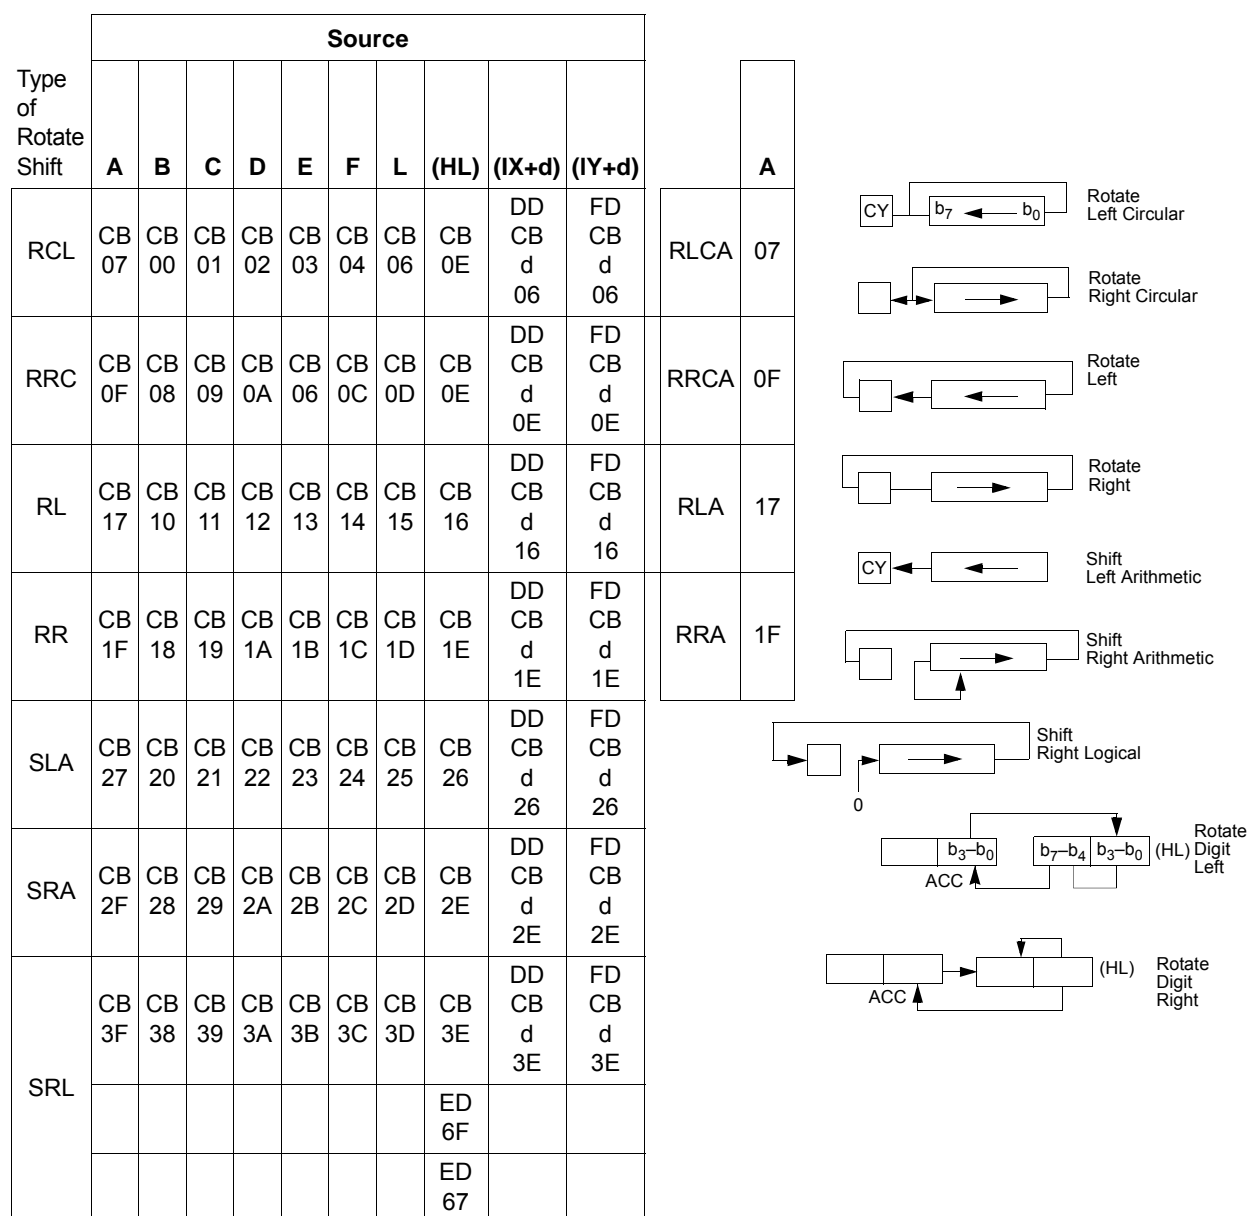 Source
Type
of
Rotate
Shift A B C D E F L (HL) (IX+d) (IY+d) A
RCL CB 07 CB 00 CB 01 CB 02 CB 03 CB 04 CB 06 CB 0E DD CB d 06 FD CB d 06 RLCA 07
RRC CB 0F CB 08 CB 09 CB 0A CB 06 CB 0C CB 0D CB 0E DD CB d 0E FD CB d 0E RRCA 0F
RL CB 17 CB 10 CB 11 CB 12 CB 13 CB 14 CB 15 CB 16 DD CB d 16 FD CB d 16 RLA 17
RR CB 1F CB 18 CB 19 CB 1A CB 1B CB 1C CB 1D CB 1E DD CB d 1E FD CB d 1E RRA 1F
SLA CB 27 CB 20 CB 21 CB 22 CB 23 CB 24 CB 25 CB 26 DD CB d 26 FD CB d 26
SRA CB 2F CB 28 CB 29 CB 2A CB 2B CB 2C CB 2D CB 2E DD CB d 2E FD CB d 2E
SRL CB 3F CB 38 CB 39 CB 3A CB 3B CB 3C CB 3D CB 3E DD CB d 3E FD CB d 3E
ED 6F
ED 67
CY b7 b0 Rotate
Left Circular
Rotate
Right Circular
Rotate
Left
Rotate
Right
CY Shift
Left Arithmetic
Shift
Right Arithmetic
Shift
Right Logical
0
b3–b0 b7–b4 b3–b0 (HL) Rotate
Digit
Left
ACC
(HL) Rotate
Digit
Right
ACC